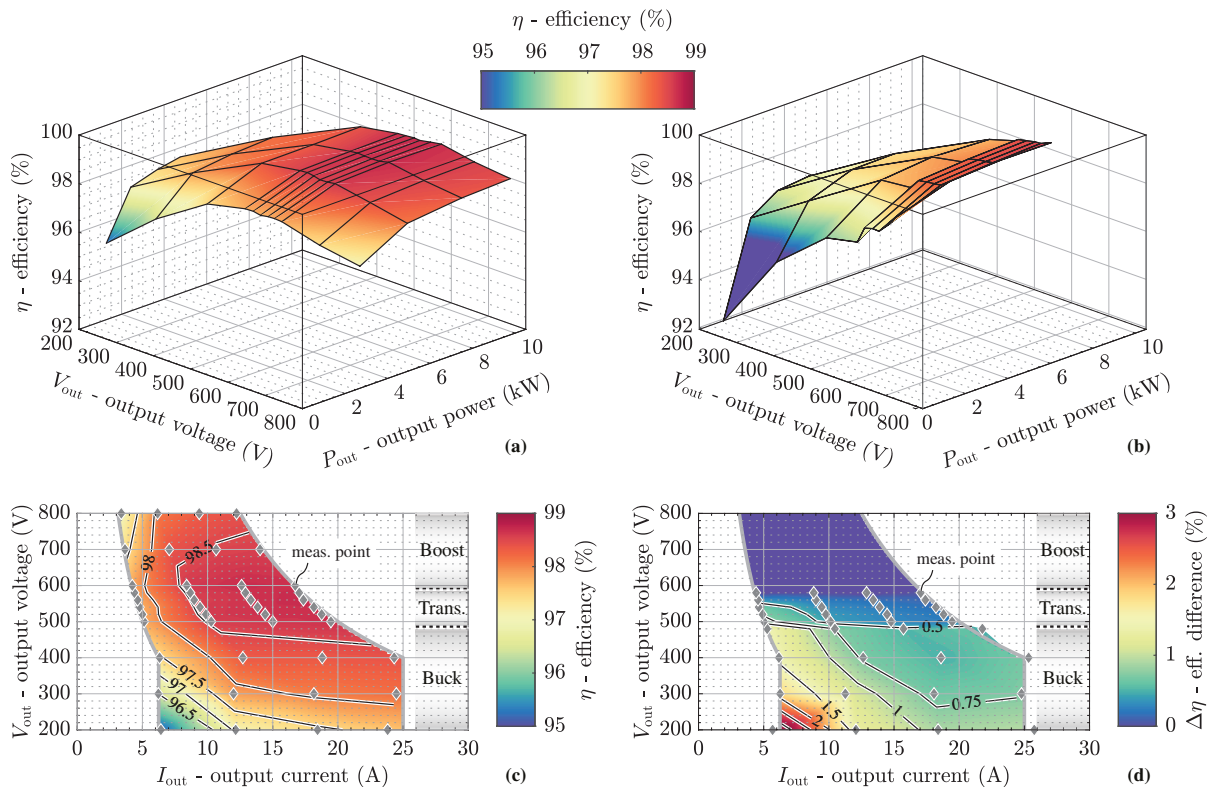 η - efficiency (%)
95 96 97 98 99
100
98
96
94
92
η - efficiency (%)
200
300
400
500
600
700
800
V_out - output voltage (V)
0
2
4
6
8
10
P_out - output power (kW)
(a)
100
98
96
94
92
η - efficiency (%)
200
300
400
500
600
700
800
V_out - output voltage (V)
0
2
4
6
8
10
P_out - output power (kW)
(b)
800
700
600
500
400
300
200
V_out - output voltage (V)
0 5 10 15 20 25 30
I_out - output current (A)
98
98.5
97.5
97
96.5
meas. point
Boost
Trans.
Buck
99
98
97
96
95
η - efficiency (%)
(c)
800
700
600
500
400
300
200
V_out - output voltage (V)
0 5 10 15 20 25 30
I_out - output current (A)
meas. point
0.5
0.75
1
1.5
2
Boost
Trans.
Buck
3
2
1
0
Δη - eff. difference (%)
(d)